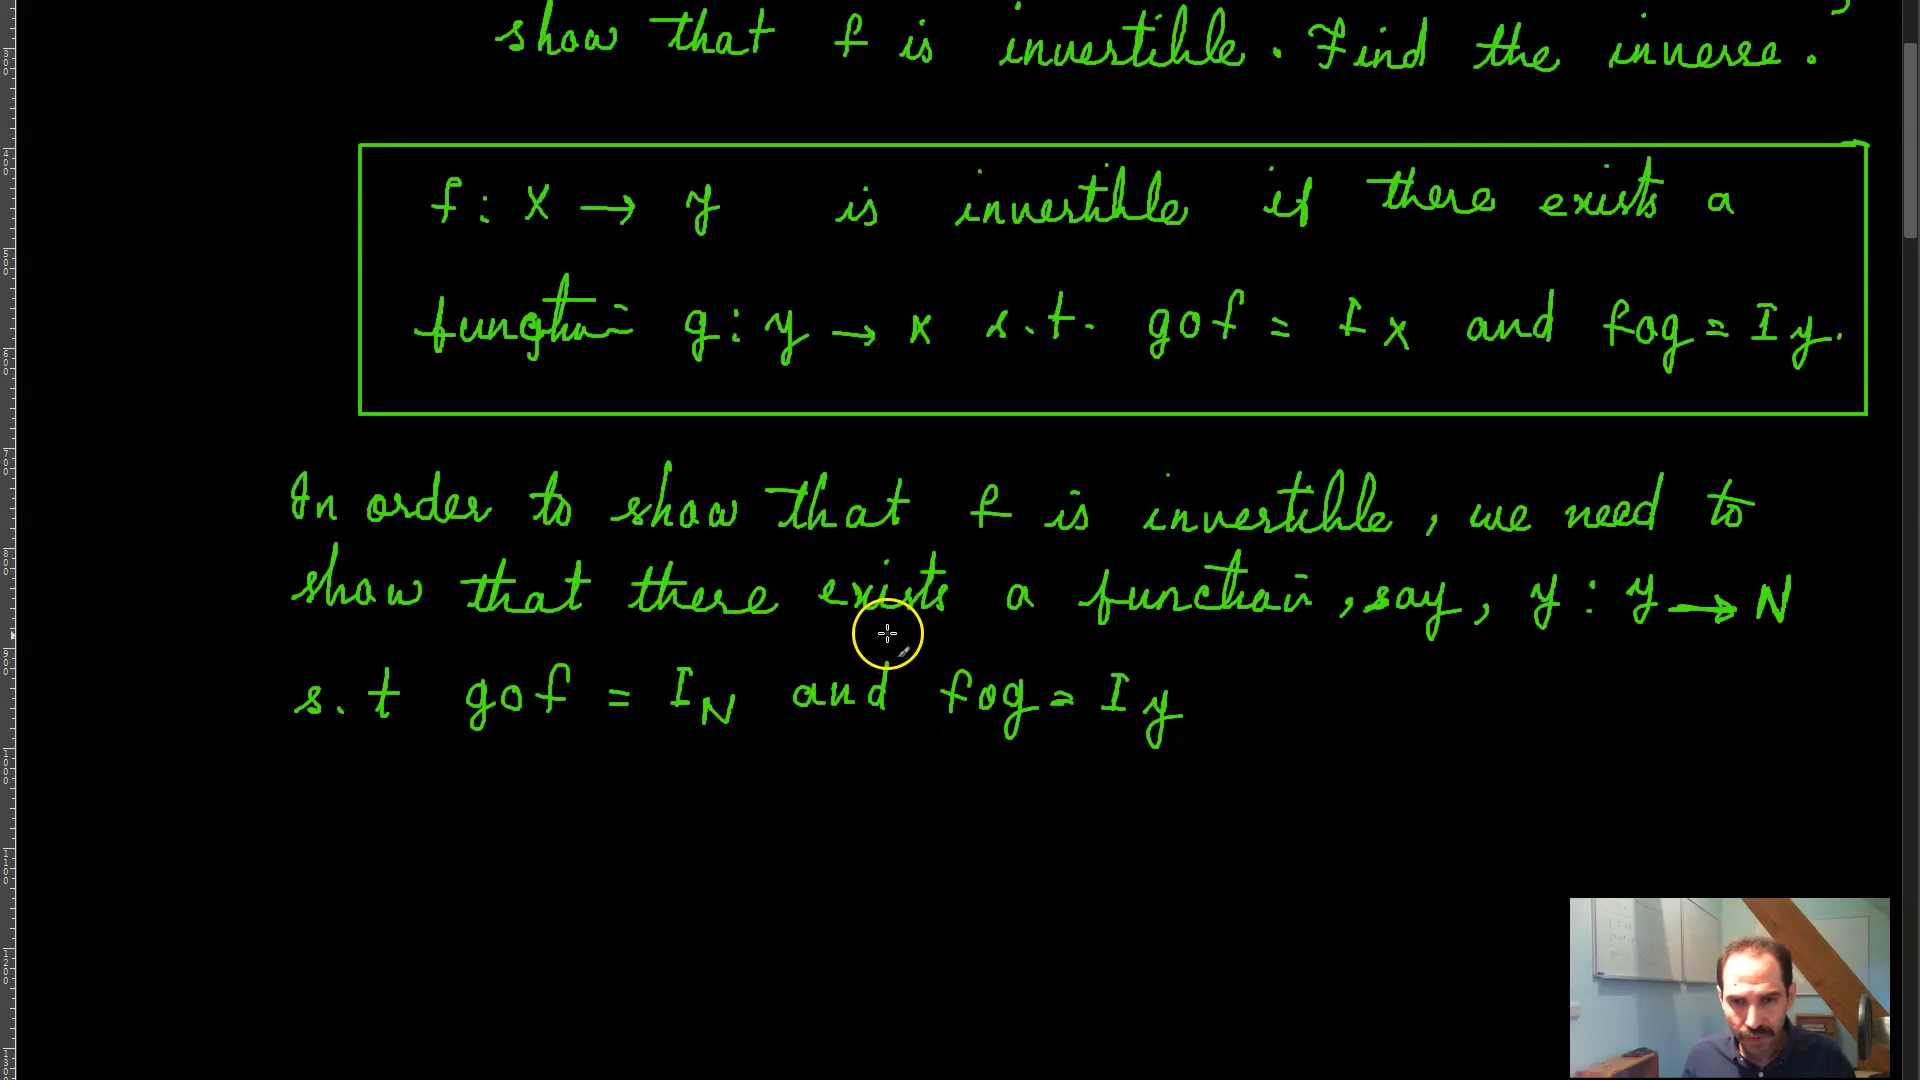 show that f is invertible. Find the inverse.
f : X → y is invertible if there exists a
function g : y → x s.t. gof = I x and fog = I y.
In order to show that f is invertible, we need to
show that there exists a function, say, y : y → N
s.t gof = I N and fog = I y